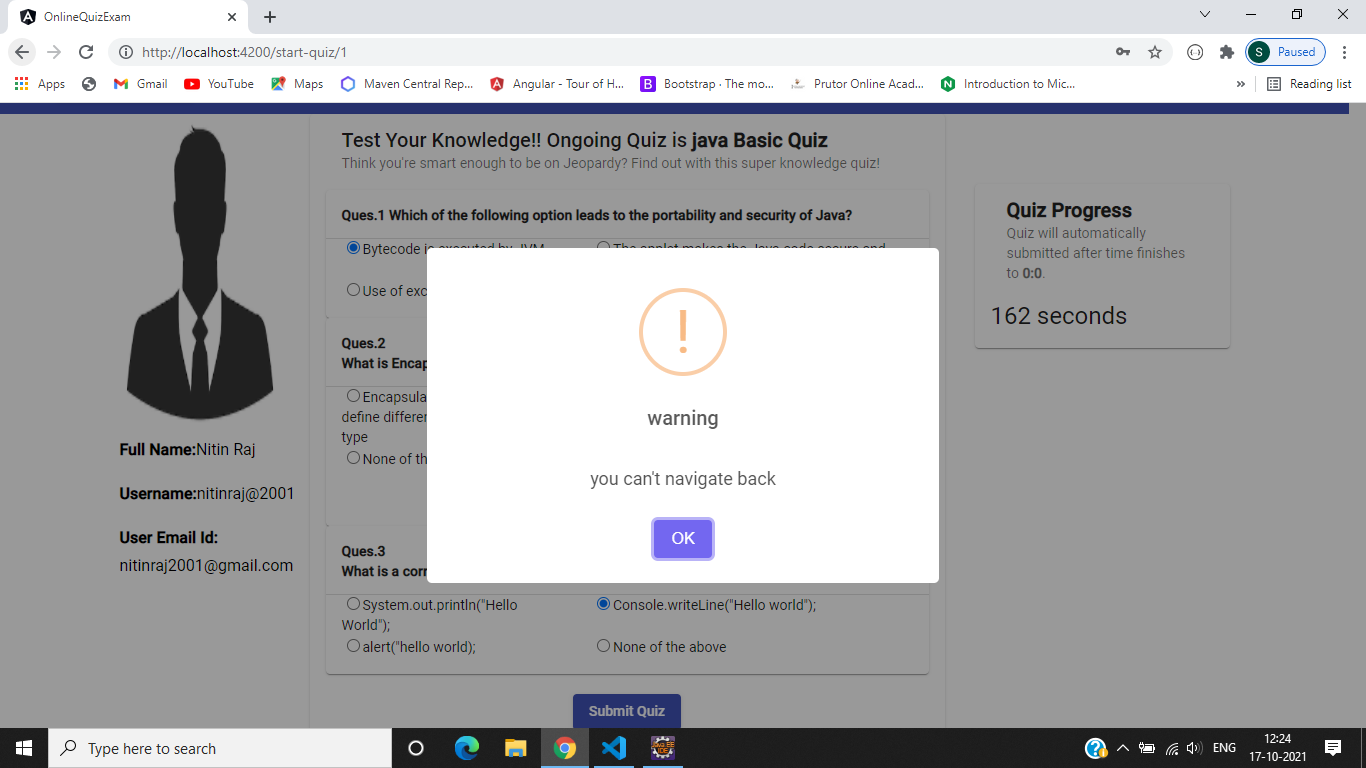 OnlineQuizExam
http://localhost:4200/start-quiz/1
S Paused
Apps
Gmail
YouTube
Maps
Maven Central Rep...
Angular - Tour of H...
Bootstrap · The mo...
Prutor Online Acad...
Introduction to Mic...
»
Reading list
Test Your Knowledge!! Ongoing Quiz is java Basic Quiz
Think you're smart enough to be on Jeopardy? Find out with this super knowledge quiz!
Ques.1 Which of the following option leads to the portability and security of Java?
Bytecode is executed by JVM
The applet makes the Java code secure and
Use of exc
Ques.2
What is Encap
Encapsula
define differen
type
None of th
Ques.3
What is a corr
System.out.println("Hello
World");
Console.writeLine("Hello world");
alert("hello world);
None of the above
Submit Quiz
warning
you can't navigate back
OK
Full Name:Nitin Raj
Username:nitinraj@2001
User Email Id:
nitinraj2001@gmail.com
Quiz Progress
Quiz will automatically
submitted after time finishes
to 0:0.
162 seconds
Type here to search
ENG
12:24
17-10-2021